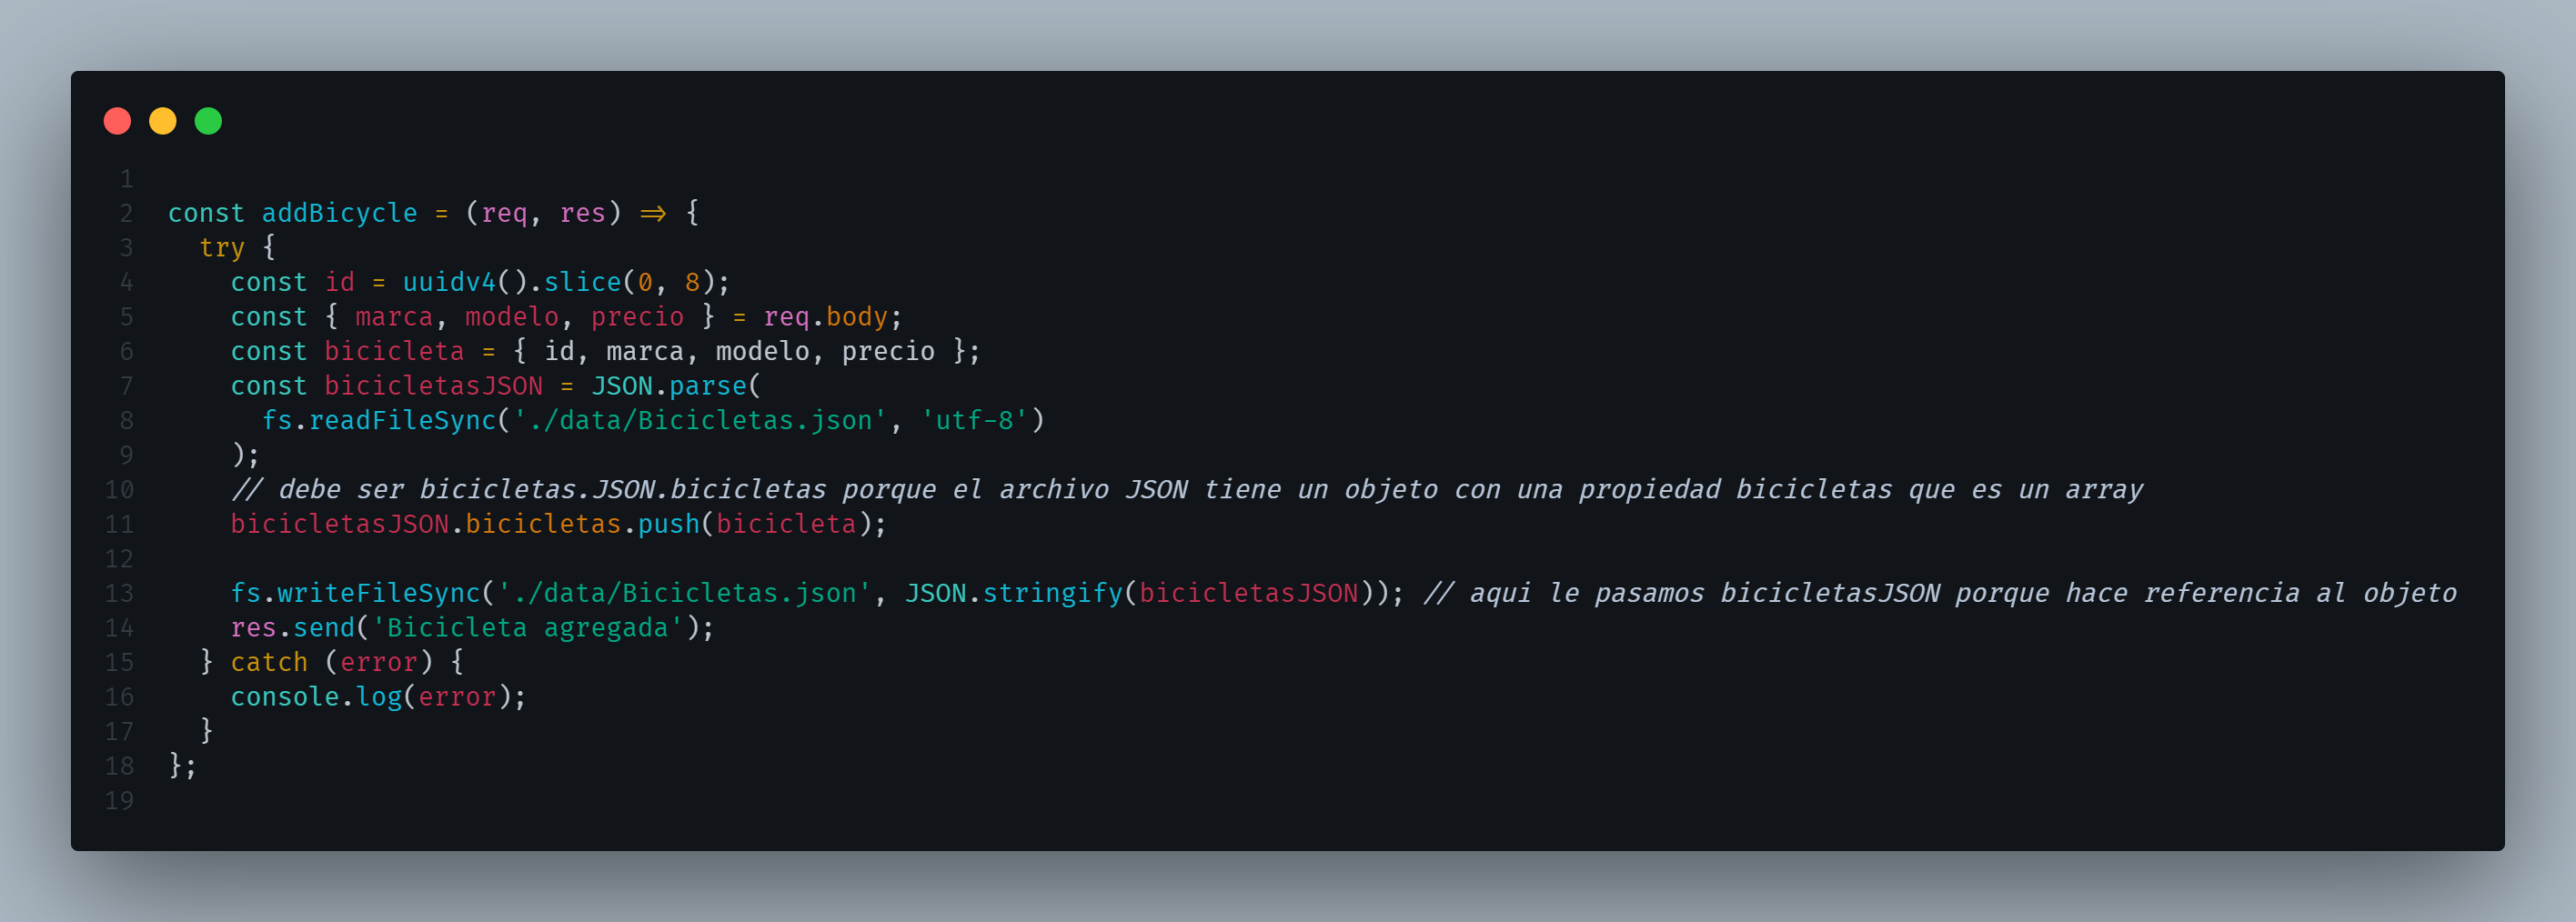 1
2 const addBicycle = (req, res) => {
3 try {
4 const id = uuidv4().slice(0, 8);
5 const { marca, modelo, precio } = req.body;
6 const bicicleta = { id, marca, modelo, precio };
7 const bicicletasJSON = JSON.parse(
8 fs.readFileSync('./data/Bicicletas.json', 'utf-8')
9 );
10 // debe ser bicicletas.JSON.bicicletas porque el archivo JSON tiene un objeto con una propiedad bicicletas que es un array
11 bicicletasJSON.bicicletas.push(bicicleta);
12
13 fs.writeFileSync('./data/Bicicletas.json', JSON.stringify(bicicletasJSON)); // aqui le pasamos bicicletasJSON porque hace referencia al objeto
14 res.send('Bicicleta agregada');
15 } catch (error) {
16 console.log(error);
17 }
18 };
19